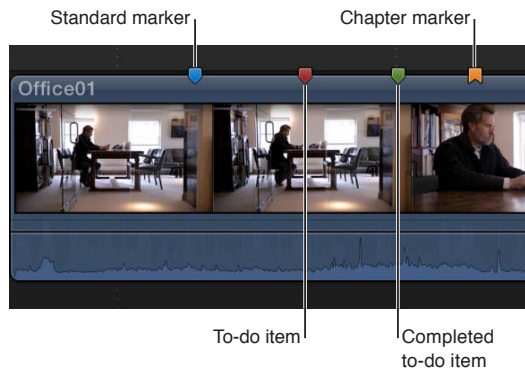 Standard marker
Chapter marker
Office01
To-do item
Completed
to-do item